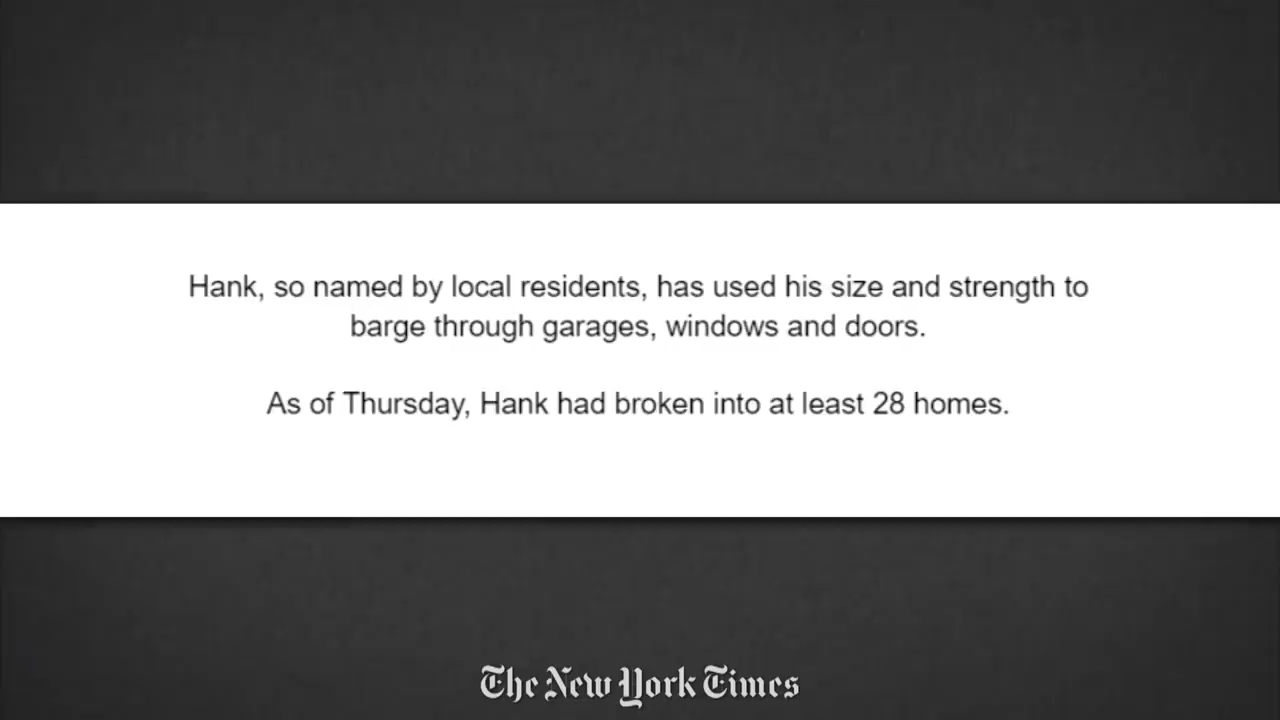 Hank, so named by local residents, has used his size and strength to
barge through garages, windows and doors.
As of Thursday, Hank had broken into at least 28 homes.
The New York Times